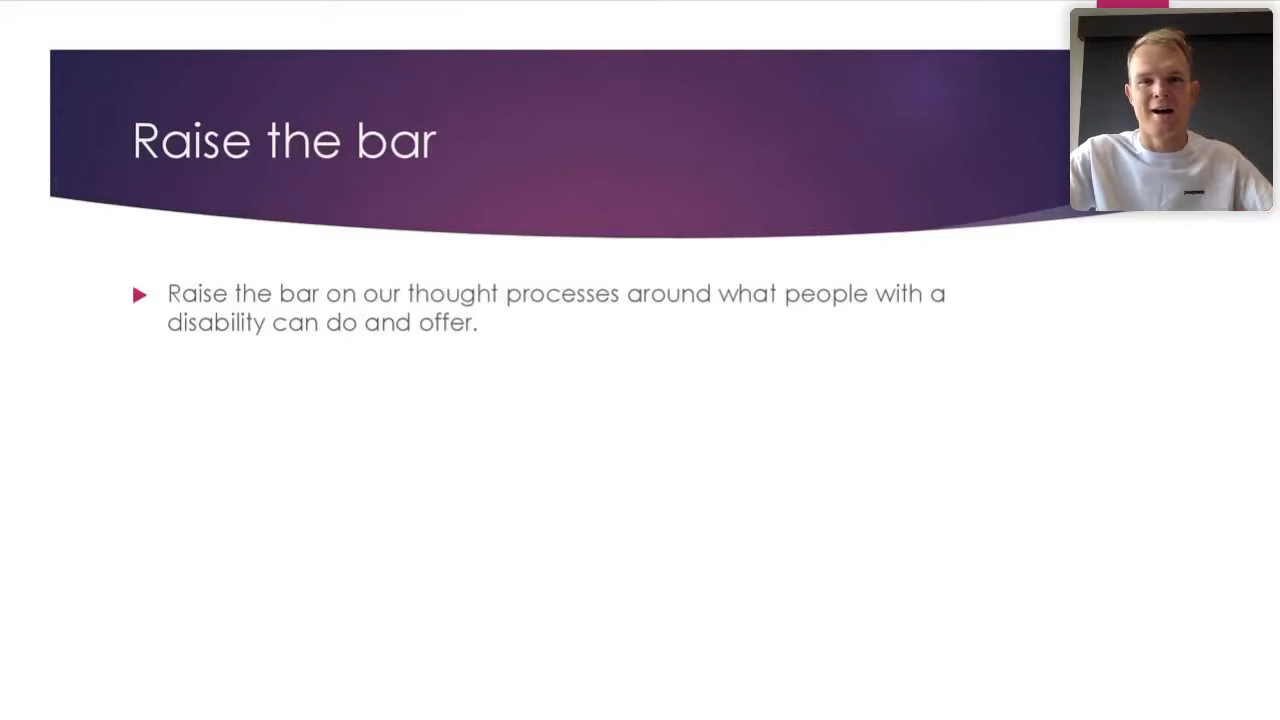 Raise the bar
Raise the bar on our thought processes around what people with a
disability can do and offer.